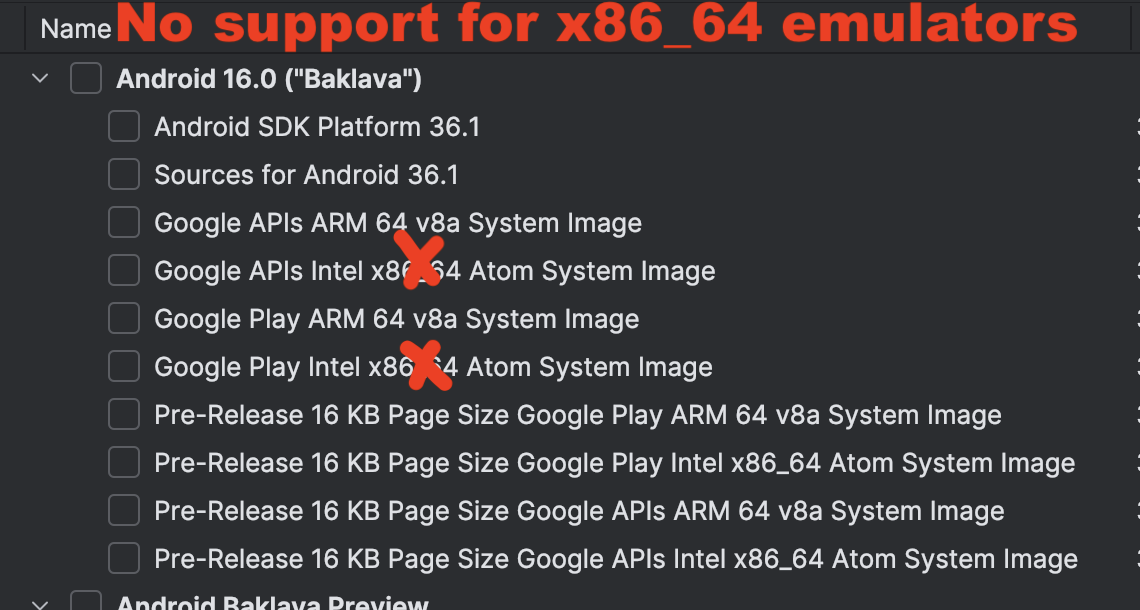 Name No support for x86_64 emulators
Android 16.0 ("Baklava")
Android SDK Platform 36.1
Sources for Android 36.1
Google APIs ARM 64 v8a System Image
Google APIs Intel x86_64 Atom System Image
Google Play ARM 64 v8a System Image
Google Play Intel x86_64 Atom System Image
Pre-Release 16 KB Page Size Google Play ARM 64 v8a System Image
Pre-Release 16 KB Page Size Google Play Intel x86_64 Atom System Image
Pre-Release 16 KB Page Size Google APIs ARM 64 v8a System Image
Pre-Release 16 KB Page Size Google APIs Intel x86_64 Atom System Image
Android Baklava Preview